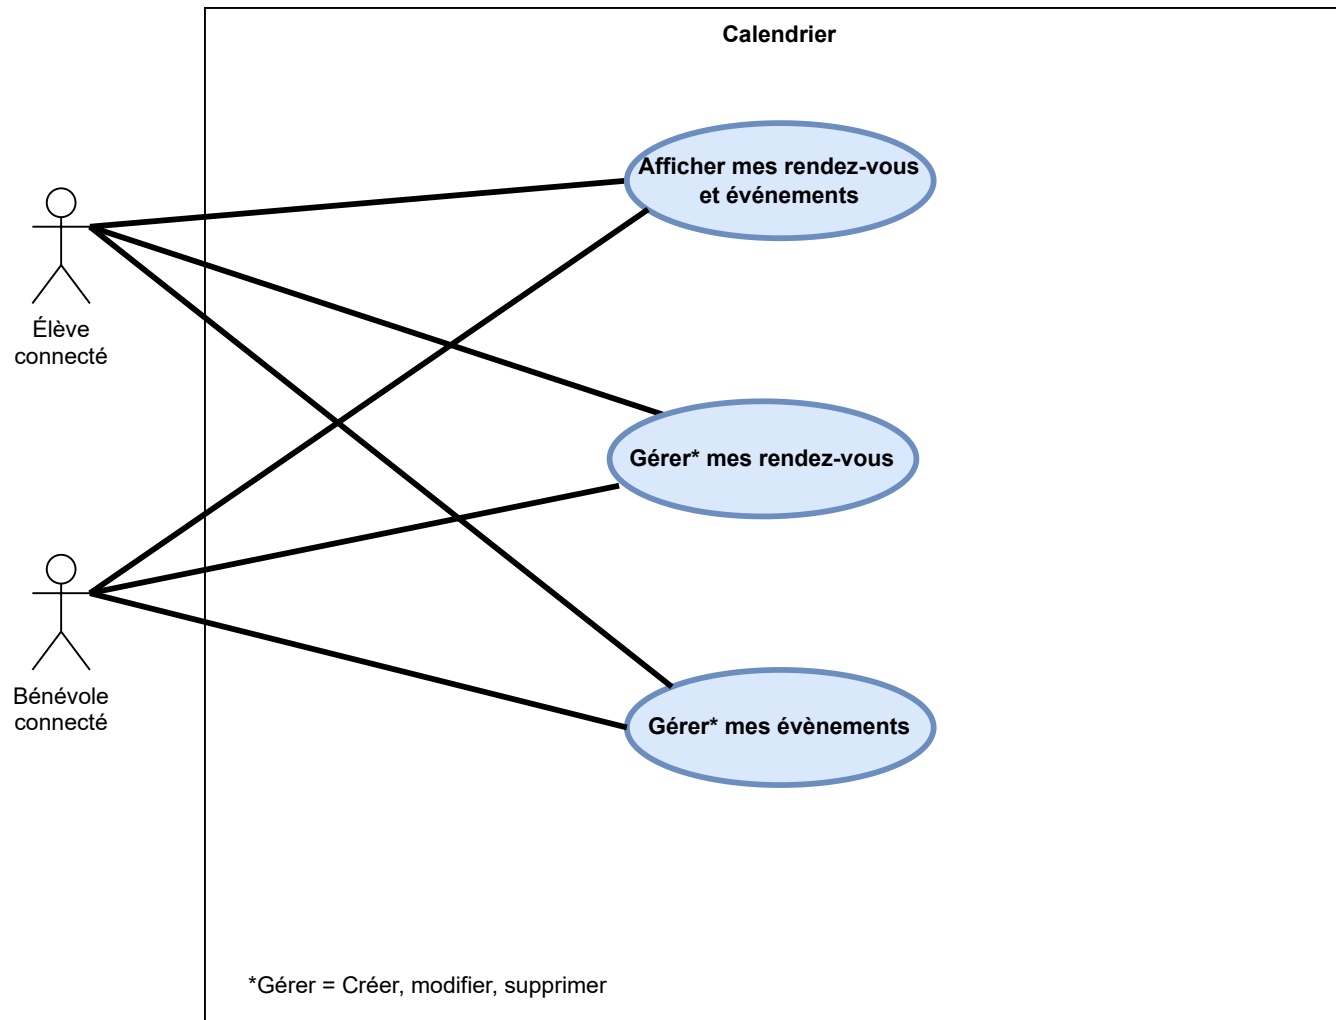 Calendrier
Afficher mes rendez-vous
et événements
Élève
connecté
Gérer* mes rendez-vous
Bénévole
connecté
Gérer* mes évènements
*Gérer = Créer, modifier, supprimer